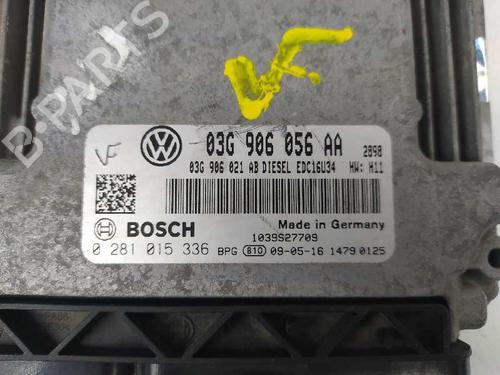 VF
VF
03G 906 056 AA
2898
03G 906 021 AB DIESEL EDC16U34
HW: H11
BOSCH
Made in Germany
1039S27709
0 281 015 336
BPG 810 09-05-16 1479 0125
B-PARTS